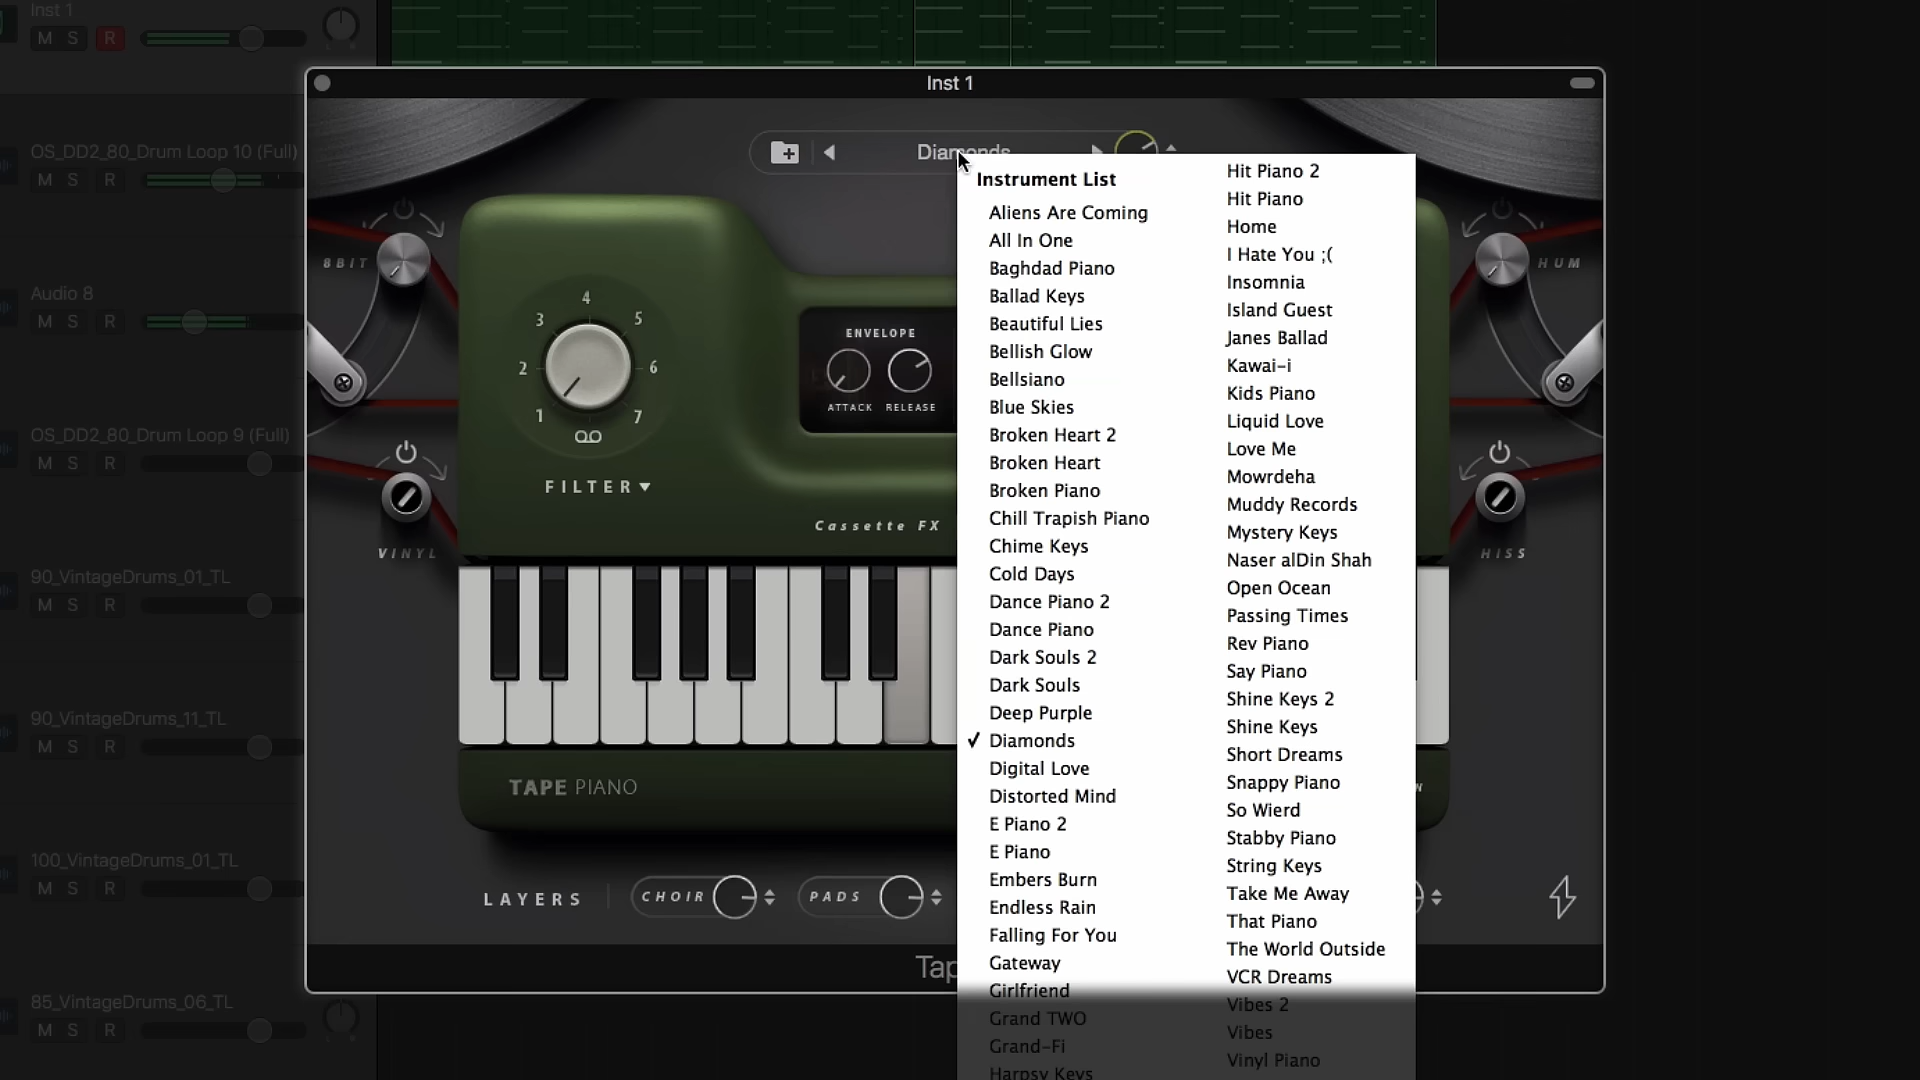 Inst 1
M S R
OS_DD2_80_Drum Loop 10 (Full)
M S R
Audio 8
M S R
OS_DD2_80_Drum Loop 9 (Full)
M S R
90_VintageDrums_01_TL
M S R
90_VintageDrums_11_TL
M S R
100_VintageDrums_01_TL
M S R
85_VintageDrums_06_TL
M S R
Inst 1
Diamonds
8BIT
VINYL
1
2
3
4
5
6
7
FILTER
ENVELOPE
ATTACK RELEASE
Cassette FX
TAPE PIANO
LAYERS
CHOIR
PADS
HUM
HISS
Instrument List
Aliens Are Coming
All In One
Baghdad Piano
Ballad Keys
Beautiful Lies
Bellish Glow
Bellsiano
Blue Skies
Broken Heart 2
Broken Heart
Broken Piano
Chill Trapish Piano
Chime Keys
Cold Days
Dance Piano 2
Dance Piano
Dark Souls 2
Dark Souls
Deep Purple
✓ Diamonds
Digital Love
Distorted Mind
E Piano 2
E Piano
Embers Burn
Endless Rain
Falling For You
Gateway
Girlfriend
Grand TWO
Grand-Fi
Harpsy Keys
Hit Piano 2
Hit Piano
Home
I Hate You ;(
Insomnia
Island Guest
Janes Ballad
Kawai-i
Kids Piano
Liquid Love
Love Me
Mowrdeha
Muddy Records
Mystery Keys
Naser alDin Shah
Open Ocean
Passing Times
Rev Piano
Say Piano
Shine Keys 2
Shine Keys
Short Dreams
Snappy Piano
So Wierd
Stabby Piano
String Keys
Take Me Away
That Piano
The World Outside
VCR Dreams
Vibes 2
Vibes
Vinyl Piano